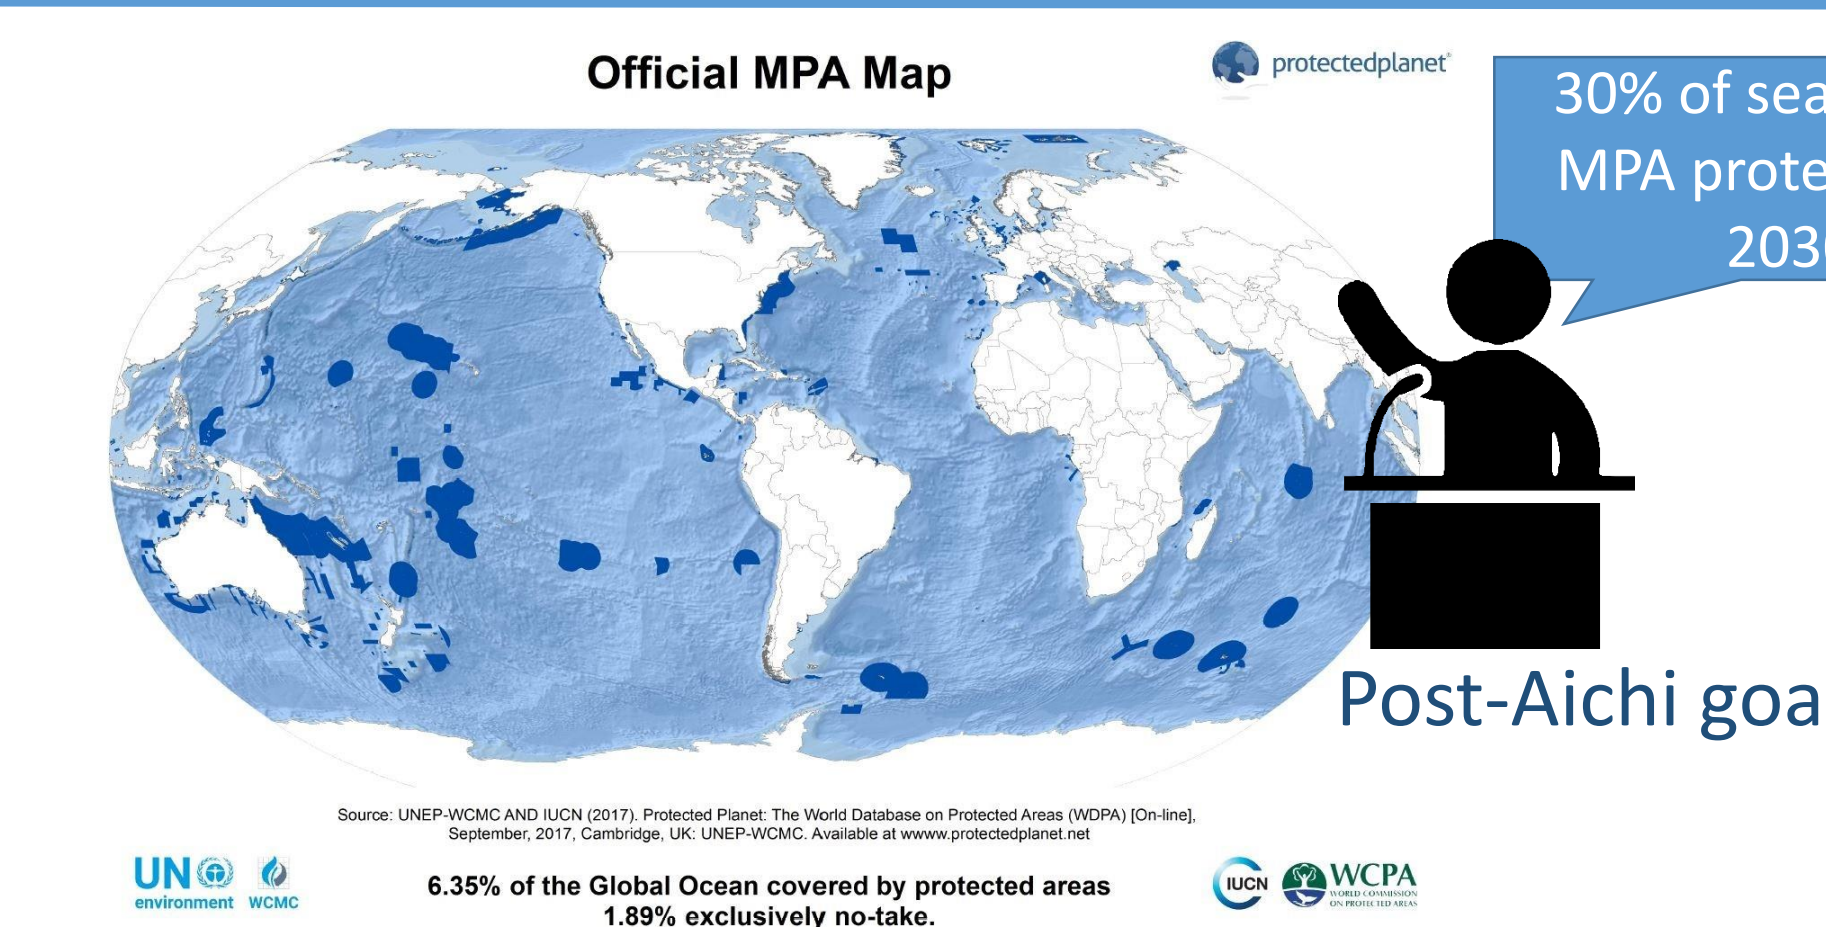 Official MPA Map
protectedplanet®
30% of sea
MPA prote
203
Post-Aichi goa
Source: UNEP-WCMC AND IUCN (2017). Protected Planet: The World Database on Protected Areas (WDPA) [On-line],
September, 2017, Cambridge, UK: UNEP-WCMC. Available at wwww.protectedplanet.net
UN
environment WCMC
6.35% of the Global Ocean covered by protected areas
1.89% exclusively no-take.
IUCN
WCPA
WORLD COMMISSION
ON PROTECTED AREAS